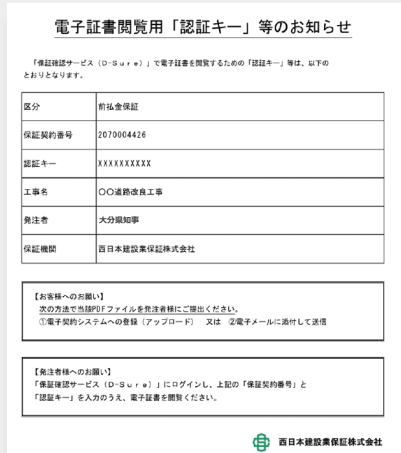 電子証書閲覧用「認証キー」等のお知らせ
「保証確認サービス（D-Sure）」で電子証書を閲覧するための「認証キー」等は、以下の
とおりとなります。
区分 前払金保証
保証契約番号 2070004426
認証キー XXXXXXXXXX
工事名 〇〇道路改良工事
発注者 大分県知事
保証機関 西日本建設業保証株式会社
【お客様へのお願い】
次の方法で当該PDFファイルを発注者様にご提出ください。
①電子契約システムへの登録（アップロード） 又は ②電子メールに添付して送信
【発注者様へのお願い】
「保証確認サービス（D-Sure）」にログインし、上記の「保証契約番号」と
「認証キー」を入力のうえ、電子証書を閲覧ください。
西日本建設業保証株式会社